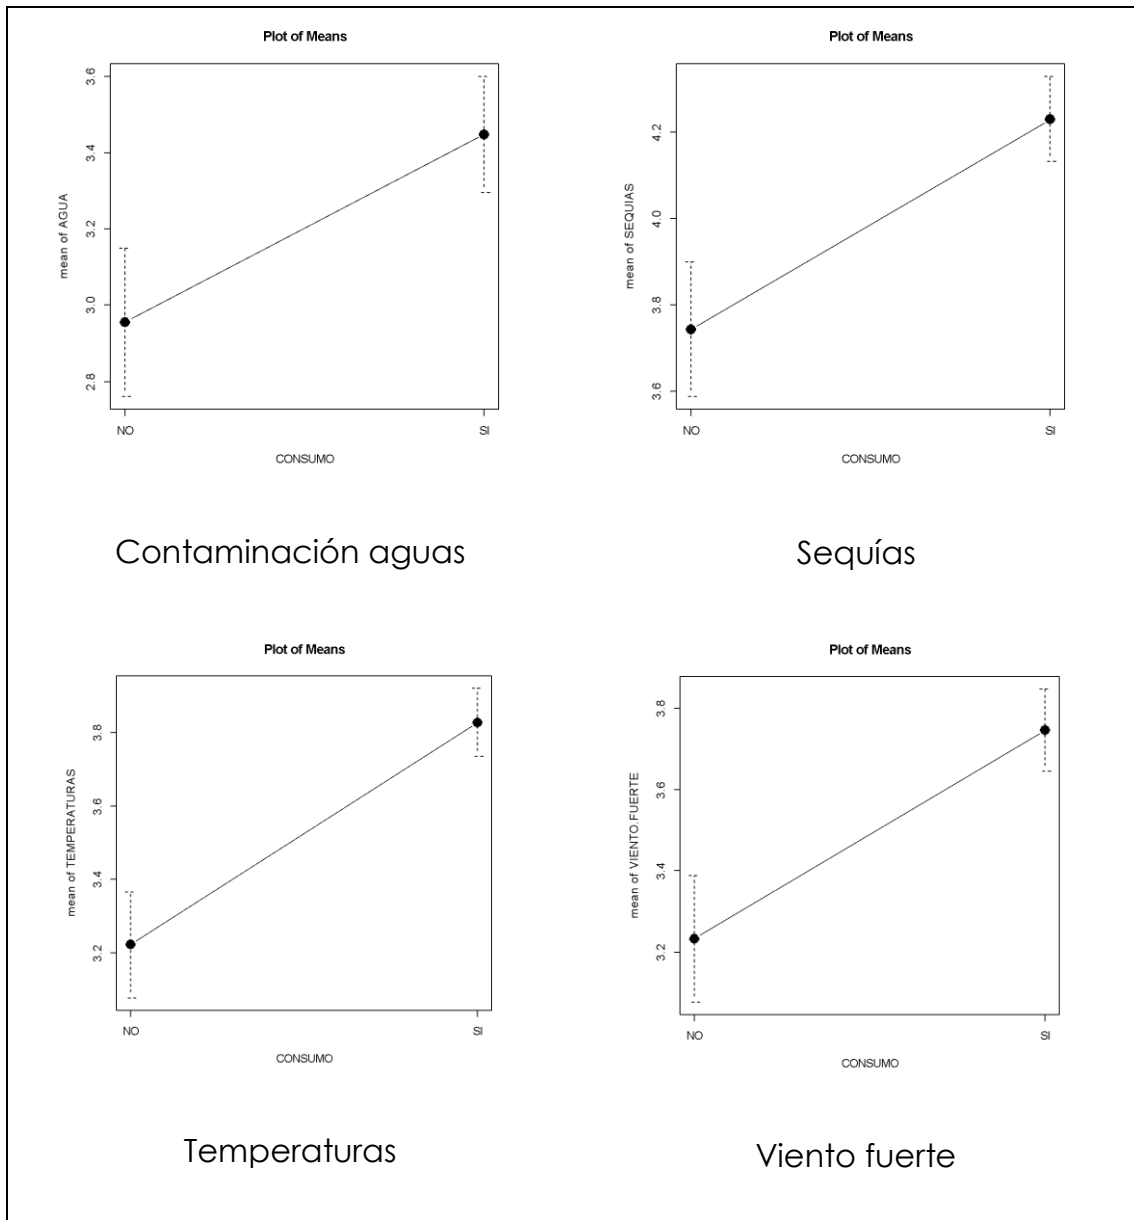 Plot of Means
mean of AGUA
3.6
3.4
3.2
3.0
2.8
NO
SI
CONSUMO
Contaminación aguas
Plot of Means
mean of SEQUIAS
4.2
4.0
3.8
3.6
NO
SI
CONSUMO
Sequías
Plot of Means
mean of TEMPERATURAS
3.8
3.6
3.4
3.2
NO
SI
CONSUMO
Temperaturas
Plot of Means
mean of VIENTO.FUERTE
3.8
3.6
3.4
3.2
NO
SI
CONSUMO
Viento fuerte